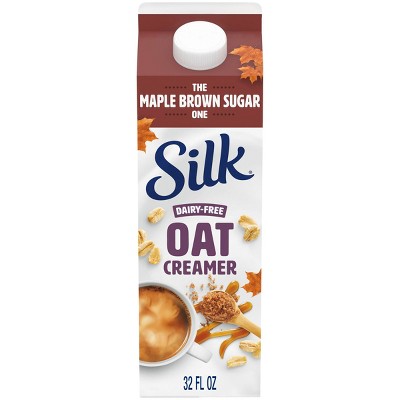 THE
MAPLE BROWN SUGAR
ONE
Silk®
DAIRY-FREE
OAT
CREAMER
32 FL OZ